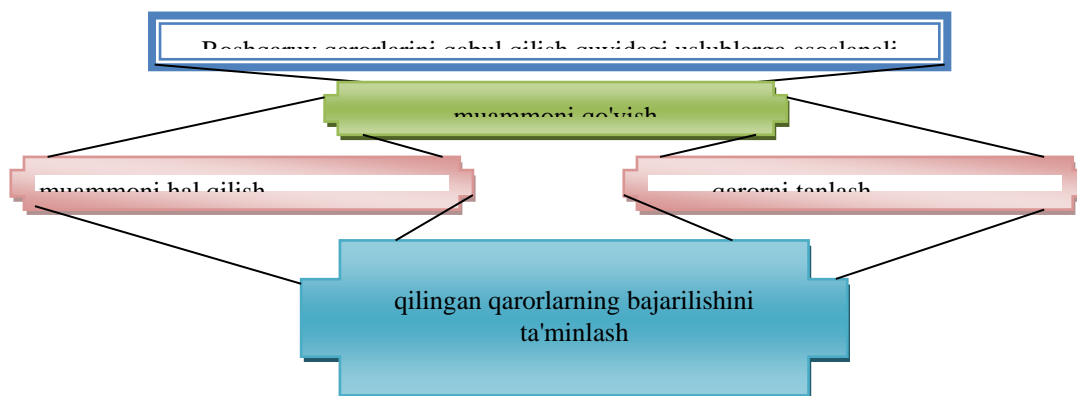 Boshqaruv qarorlarini qabul qilish quyidagi uslublarga asoslanali
muammoni qo'yish
muammoni hal qilish
qarorni tanlash
qilingan qarorlarning bajarilishini
ta'minlash